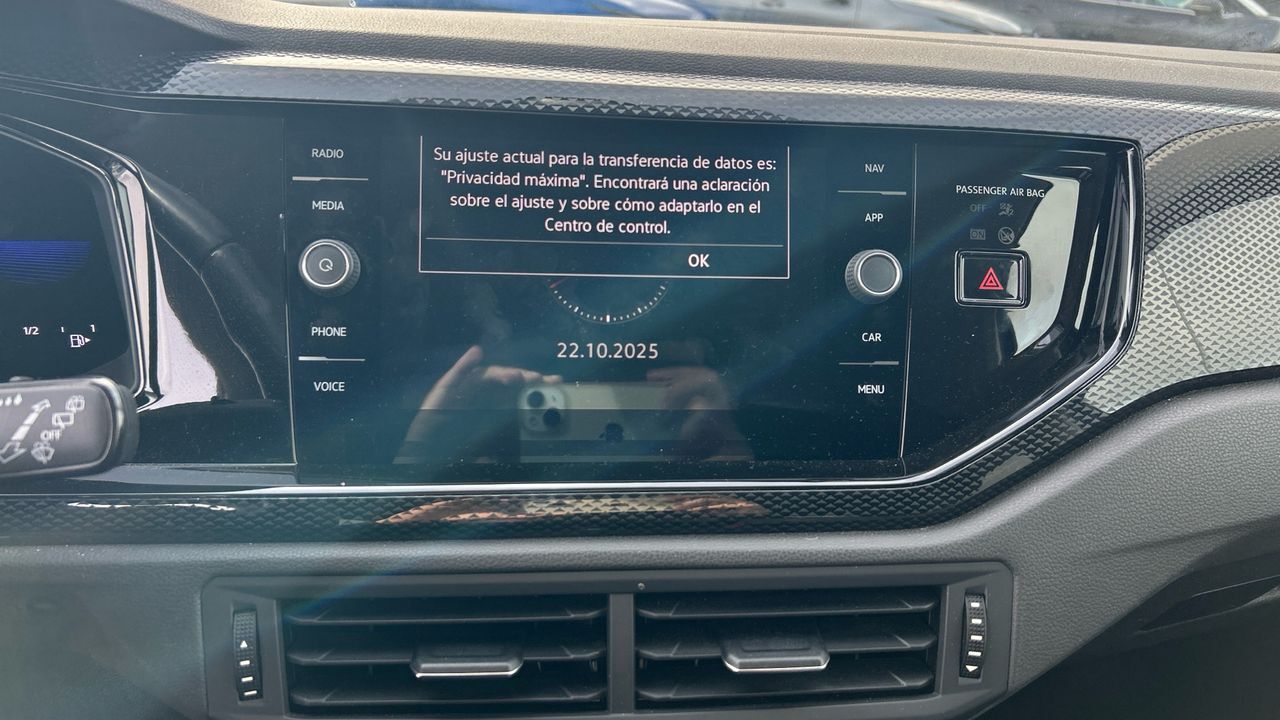 RADIO
MEDIA
PHONE
VOICE
Su ajuste actual para la transferencia de datos es:
"Privacidad máxima". Encontrará una aclaración
sobre el ajuste y sobre cómo adaptarlo en el
Centro de control.
OK
22.10.2025
NAV
APP
CAR
MENU
PASSENGER AIR BAG
OFF
ON
1/2
1
OFF